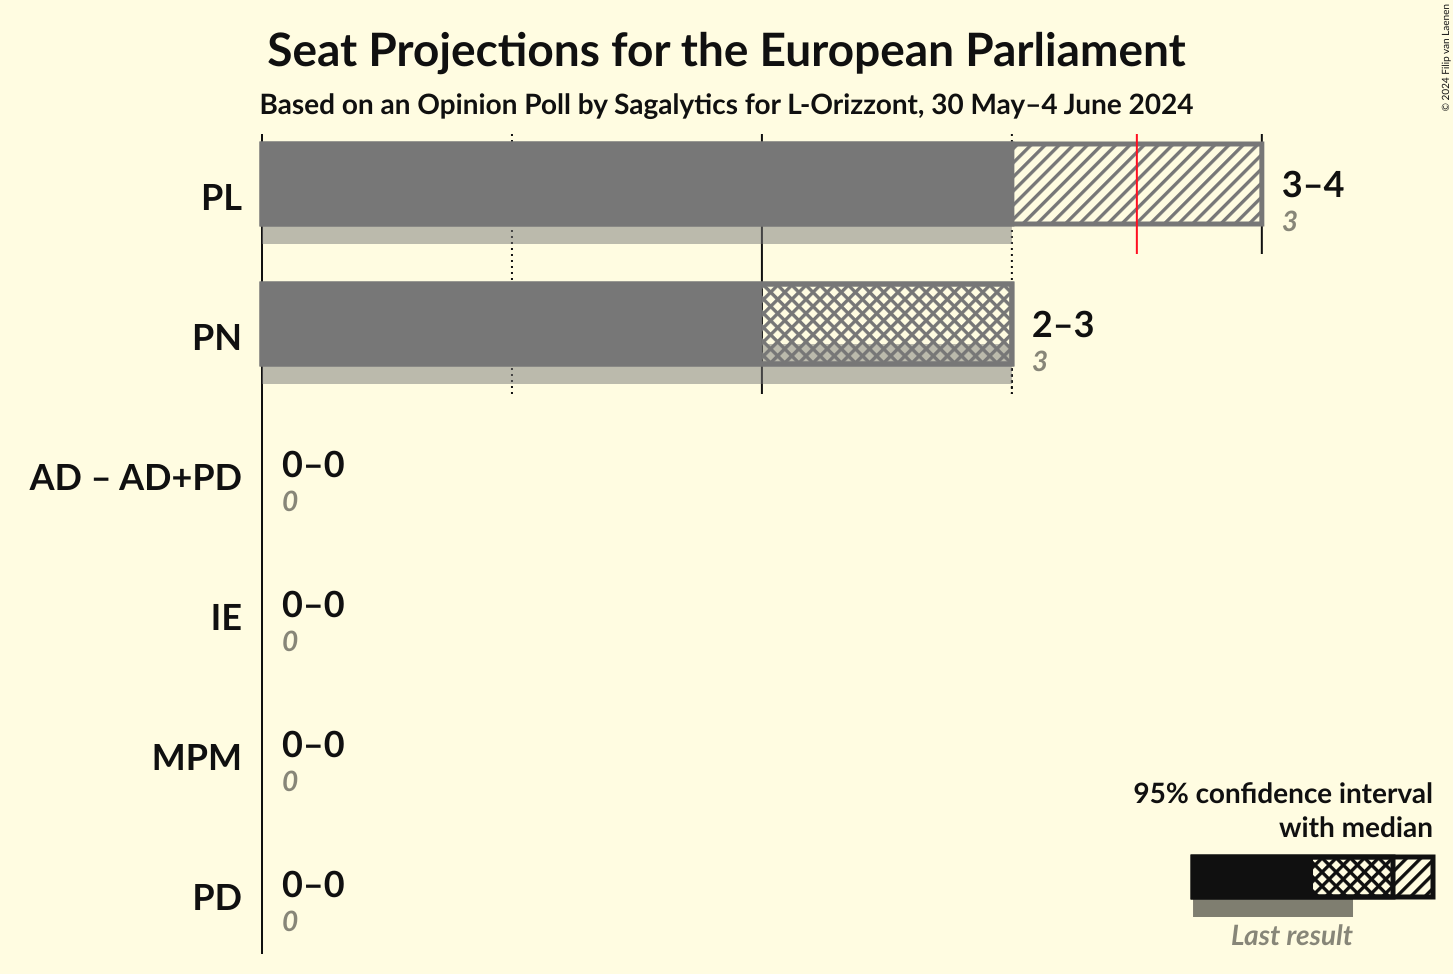 Seat Projections for the European Parliament
Based on an Opinion Poll by Sagalytics for L-Orizzont, 30 May–4 June 2024
© 2024 Filip van Laenen
PL
3–4
3
PN
2–3
3
AD – AD+PD
0–0
0
IE
0–0
0
MPM
0–0
0
PD
0–0
0
95% confidence interval
with median
Last result